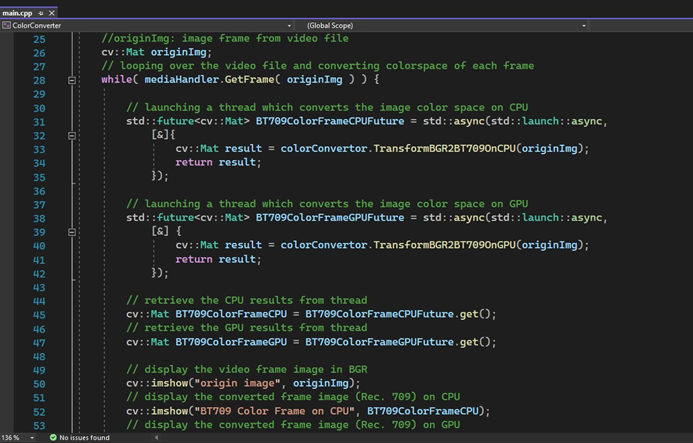 main.cpp
ColorConverter
(Global Scope)
25 //originImg: image frame from video file
26 cv::Mat originImg;
27 // looping over the video file and converting colorspace of each frame
28 while( mediaHandler.GetFrame( originImg ) ) {
29
30 // launching a thread which converts the image color space on CPU
31 std::future<cv::Mat> BT709ColorFrameCPUFuture = std::async(std::launch::async,
32 [&]{
33 cv::Mat result = colorConvertor.TransformBGR2BT709OnCPU(originImg);
34 return result;
35 });
36
37 // launching a thread which converts the image color space on GPU
38 std::future<cv::Mat> BT709ColorFrameGPUFuture = std::async(std::launch::async,
39 [&] {
40 cv::Mat result = colorConvertor.TransformBGR2BT709OnGPU(originImg);
41 return result;
42 });
43
44 // retrieve the CPU results from thread
45 cv::Mat BT709ColorFrameCPU = BT709ColorFrameCPUFuture.get();
46 // retrieve the GPU results from thread
47 cv::Mat BT709ColorFrameGPU = BT709ColorFrameGPUFuture.get();
48
49 // display the video frame image in BGR
50 cv::imshow("origin image", originImg);
51 // display the converted frame image (Rec. 709) on CPU
52 cv::imshow("BT709 Color Frame on CPU", BT709ColorFrameCPU);
53 // display the converted frame image (Rec. 709) on GPU
136 % No issues found